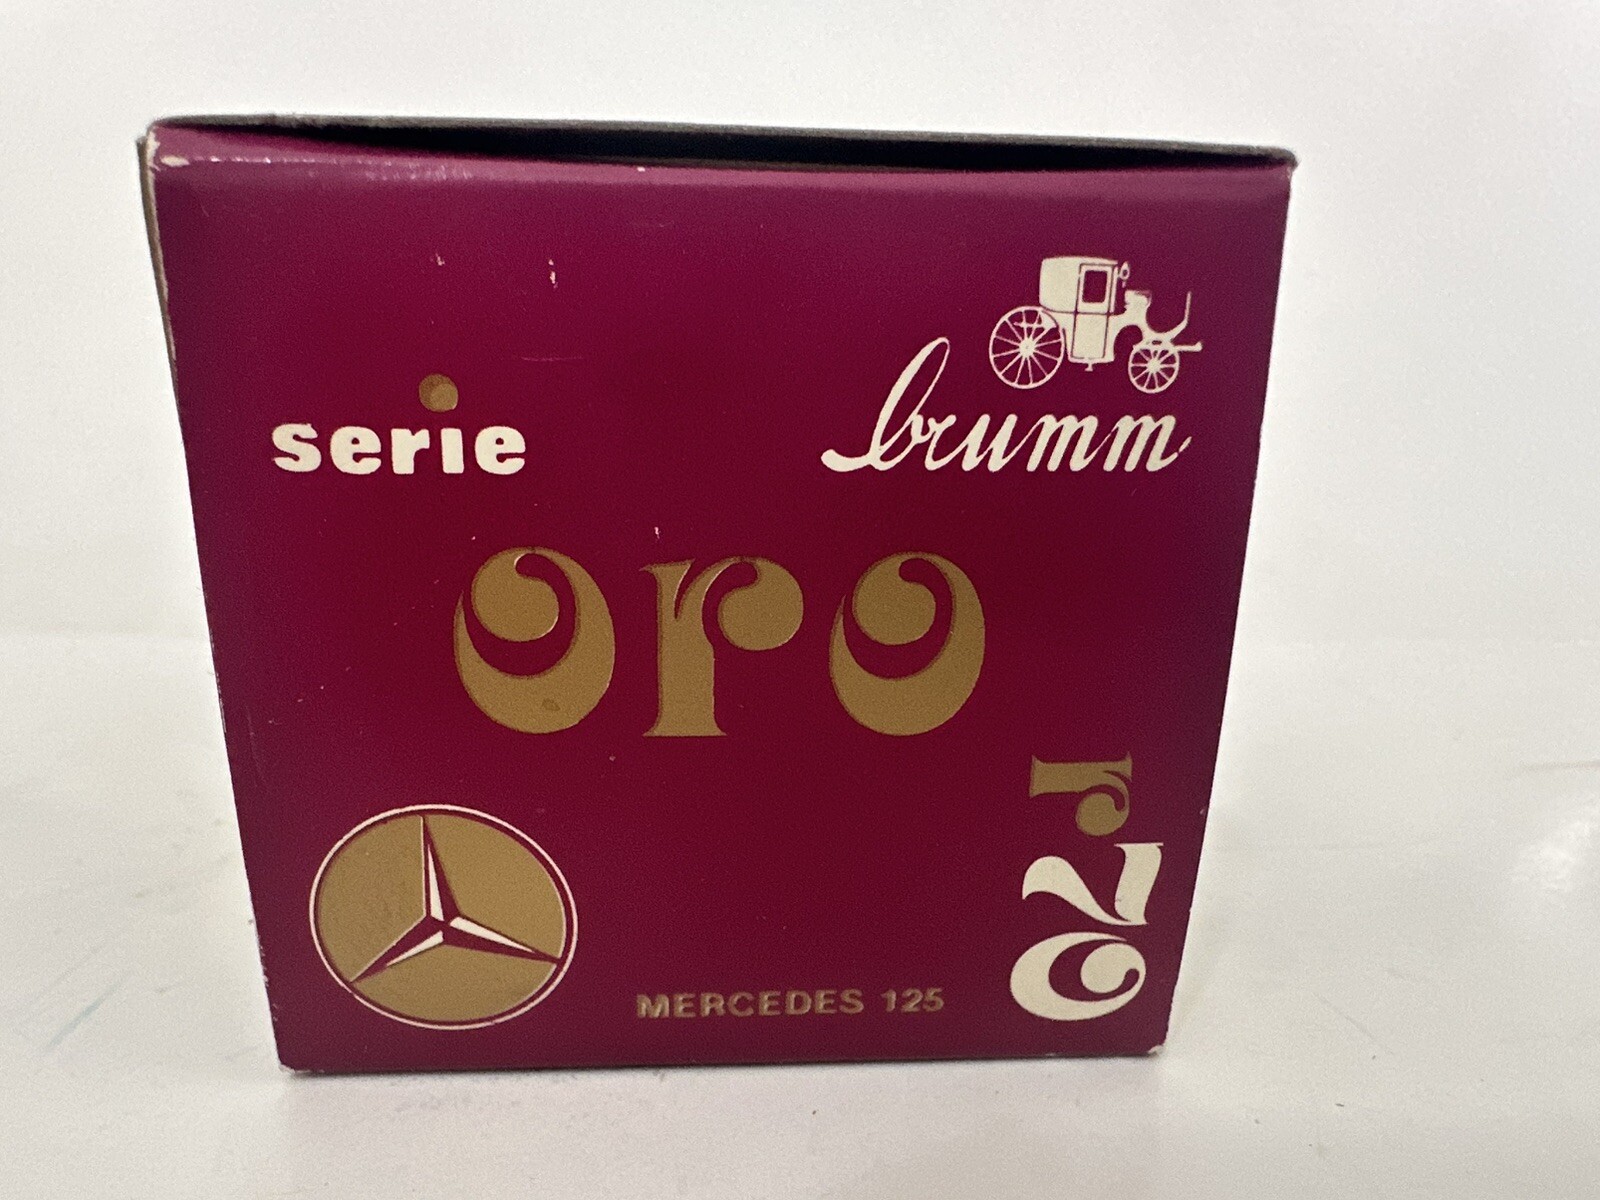 serie
brumm
oro
r70
MERCEDES 125